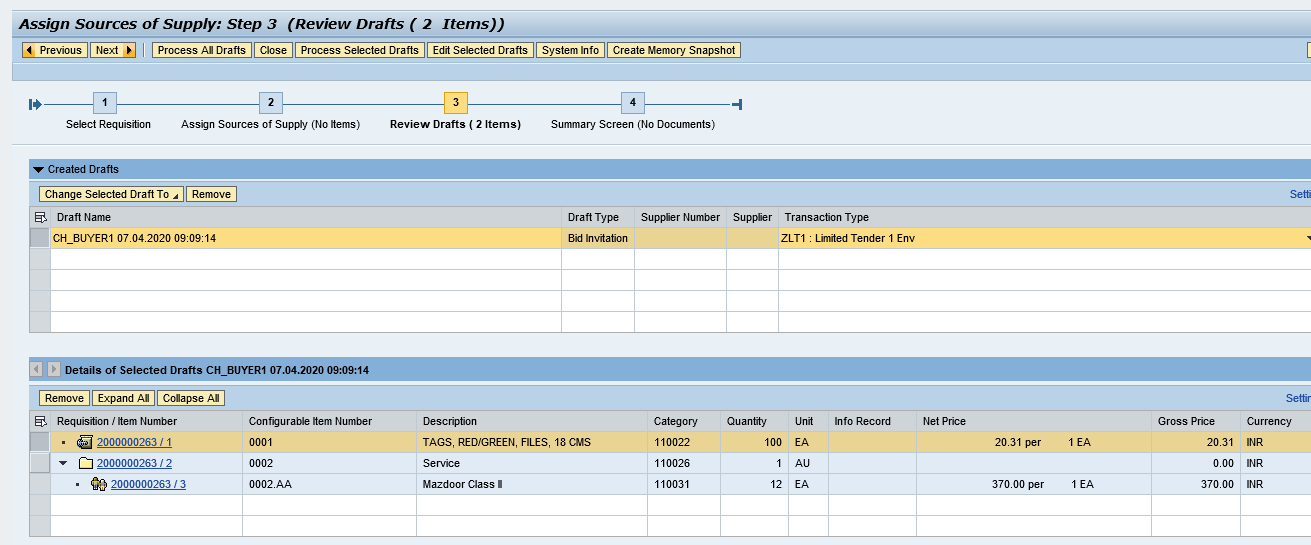 Assign Sources of Supply: Step 3 (Review Drafts ( 2 Items))
Previous Next Process All Drafts Close Process Selected Drafts Edit Selected Drafts System Info Create Memory Snapshot
1 2 3 4
Select Requisition Assign Sources of Supply (No Items) Review Drafts ( 2 Items) Summary Screen (No Documents)
Created Drafts
Change Selected Draft To Remove Setti
Draft Name Draft Type Supplier Number Supplier Transaction Type
CH_BUYER1 07.04.2020 09:09:14 Bid Invitation ZLT1 : Limited Tender 1 Env
Details of Selected Drafts CH_BUYER1 07.04.2020 09:09:14
Remove Expand All Collapse All Settin
Requisition / Item Number Configurable Item Number Description Category Quantity Unit Info Record Net Price Gross Price Currency
2000000263 / 1 0001 TAGS, RED/GREEN, FILES, 18 CMS 110022 100 EA 20.31 per 1 EA 20.31 INR
2000000263 / 2 0002 Service 110026 1 AU 0.00 INR
2000000263 / 3 0002.AA Mazdoor Class II 110031 12 EA 370.00 per 1 EA 370.00 INR